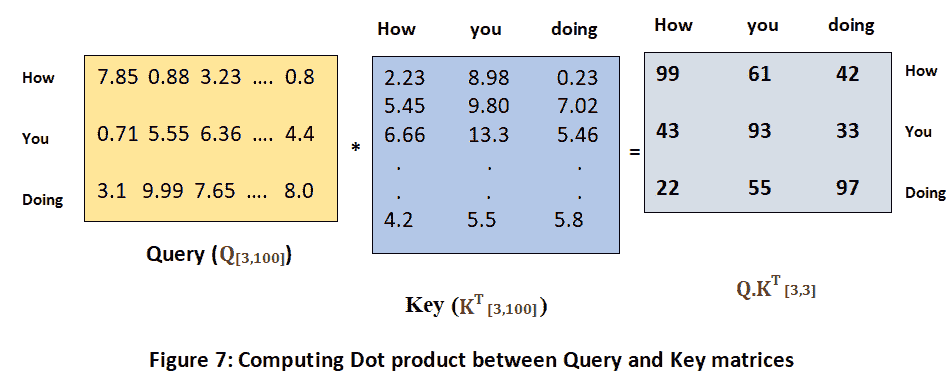 How you doing
How you doing
How 7.85 0.88 3.23 .... 0.8
2.23 8.98 0.23
99 61 42 How
5.45 9.80 7.02
You 0.71 5.55 6.36 .... 4.4
*
6.66 13.3 5.46
=
43 93 33 You
. . .
. . .
Doing 3.1 9.99 7.65 .... 8.0
4.2 5.5 5.8
22 55 97 Doing
Query (Q[3,100])
Key (Kᵀ [3,100])
Q.Kᵀ [3,3]
Figure 7: Computing Dot product between Query and Key matrices